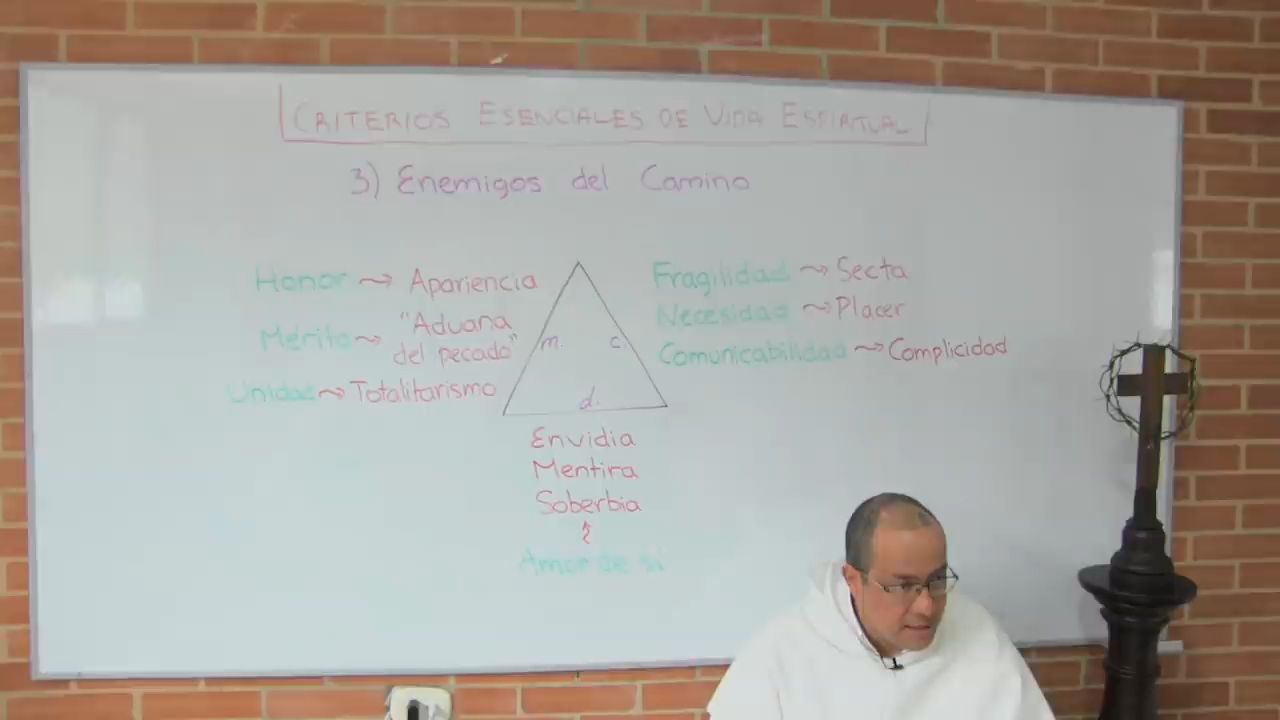 CRITERIOS ESENCIALES DE VIDA ESPIRITUAL
3) Enemigos del Camino
Honor ~> Apariencia
Mérito ~> "Aduana
del pecado"
Unidad ~> Totalitarismo
m.
c.
d.
Fragilidad ~> Secta
Necesidad ~> Placer
Comunicabilidad ~> Complicidad
Envidia
Mentira
Soberbia
Amor de sí